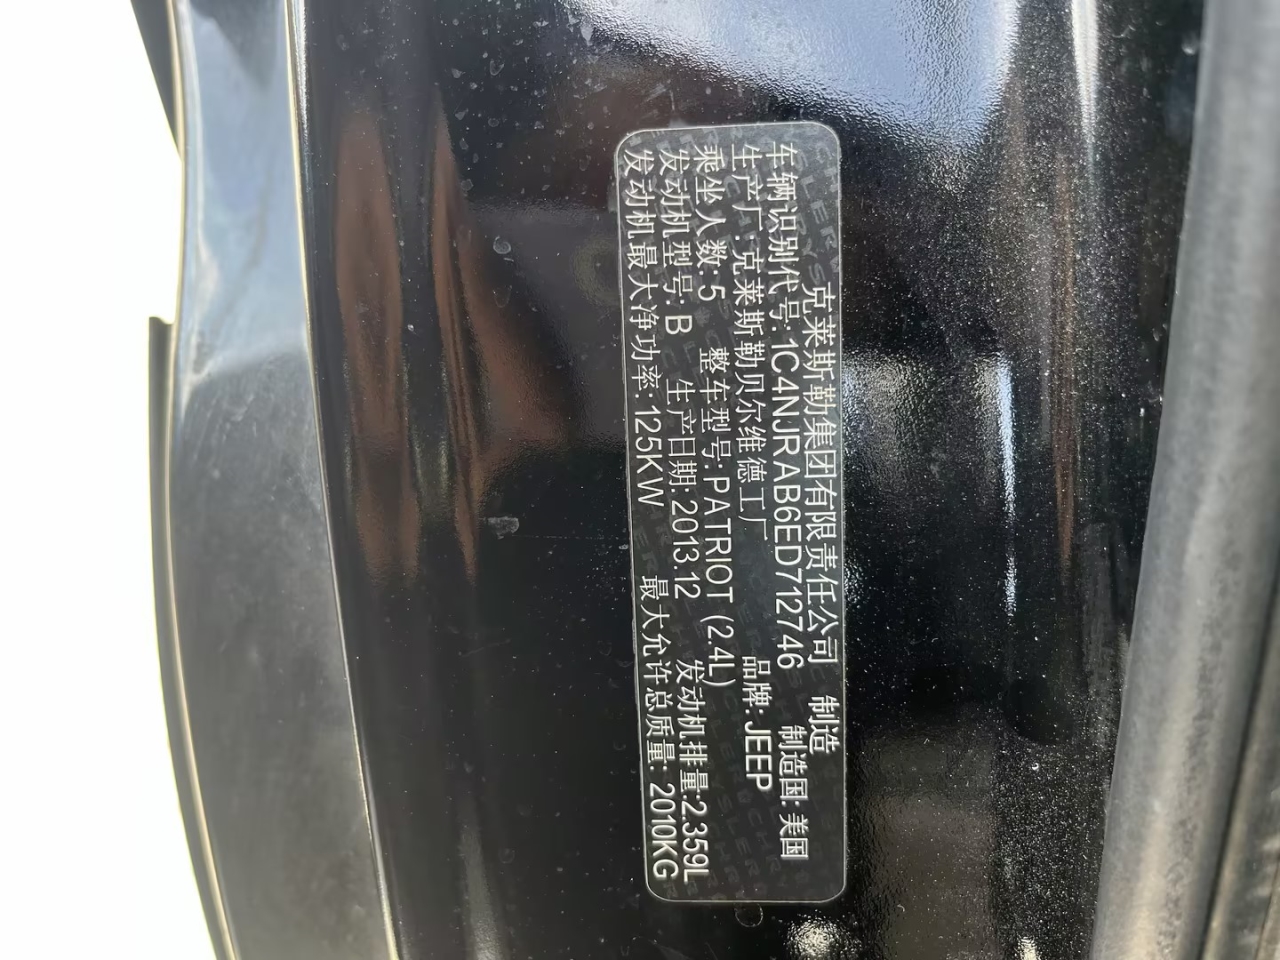 克莱斯勒集团有限责任公司 制造
车辆识别代号:1C4NJRAB6ED712746 制造国:美国
生产厂:克莱斯勒贝尔维德工厂 品牌:JEEP
乘坐人数:5 整车型号:PATRIOT (2.4L) 发动机排量:2.359L
发动机型号:B 生产日期:2013.12 最大允许总质量: 2010KG
发动机最大净功率:125KW